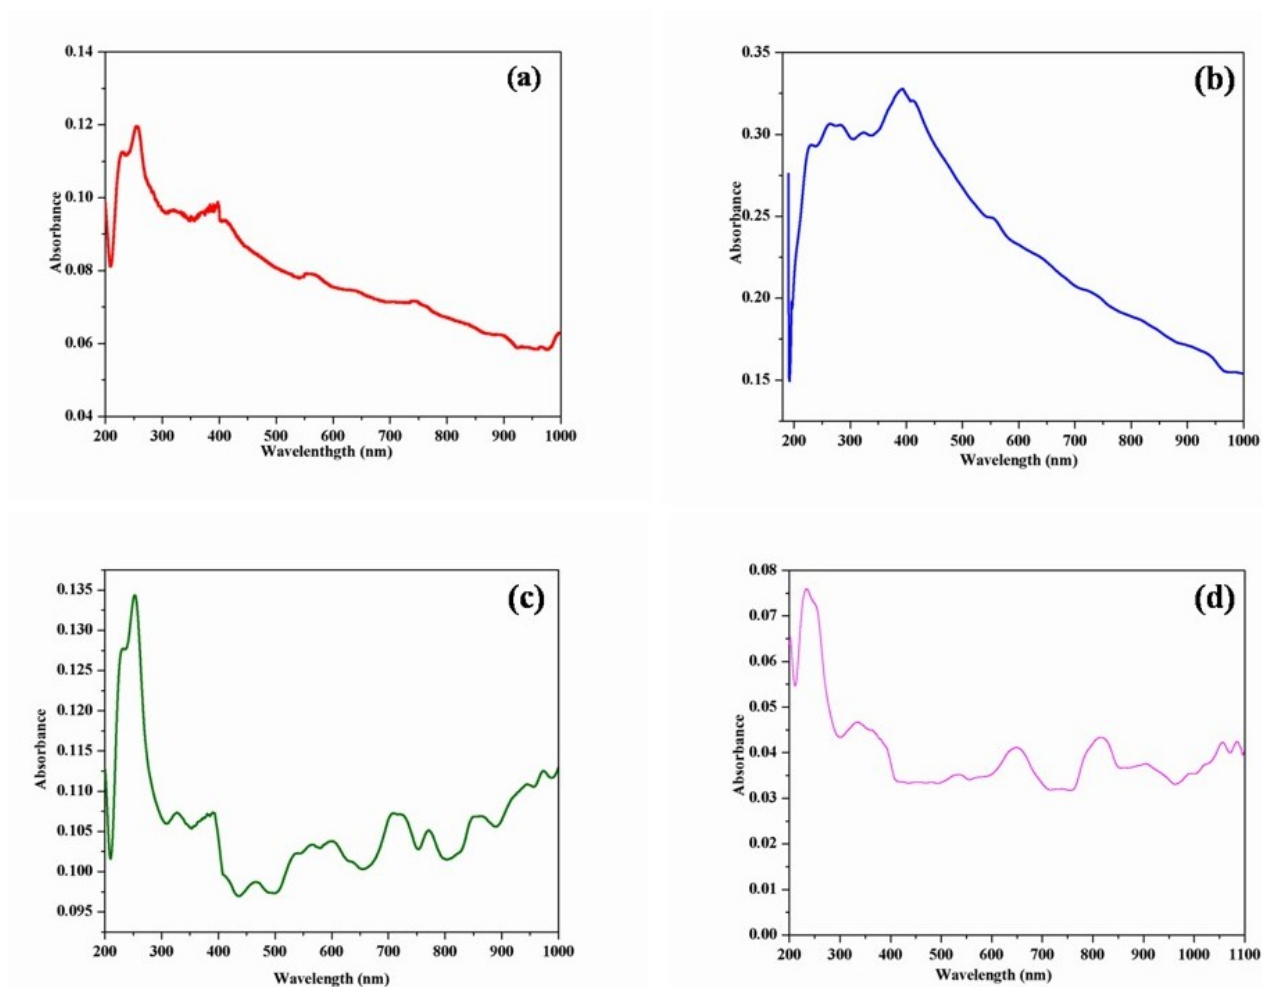 (a)
0.14
0.12
0.10
0.08
0.06
0.04
Absorbance
200 300 400 500 600 700 800 900 1000
Wavelenthgth (nm)
(b)
0.35
0.30
0.25
0.20
0.15
Absorbance
200 300 400 500 600 700 800 900 1000
Wavelength (nm)
(c)
0.135
0.130
0.125
0.120
0.115
0.110
0.105
0.100
0.095
Absorbance
200 300 400 500 600 700 800 900 1000
Wavelength (nm)
(d)
0.08
0.07
0.06
0.05
0.04
0.03
0.02
0.01
0.00
Absorbance
200 300 400 500 600 700 800 900 1000 1100
Wavelength (nm)